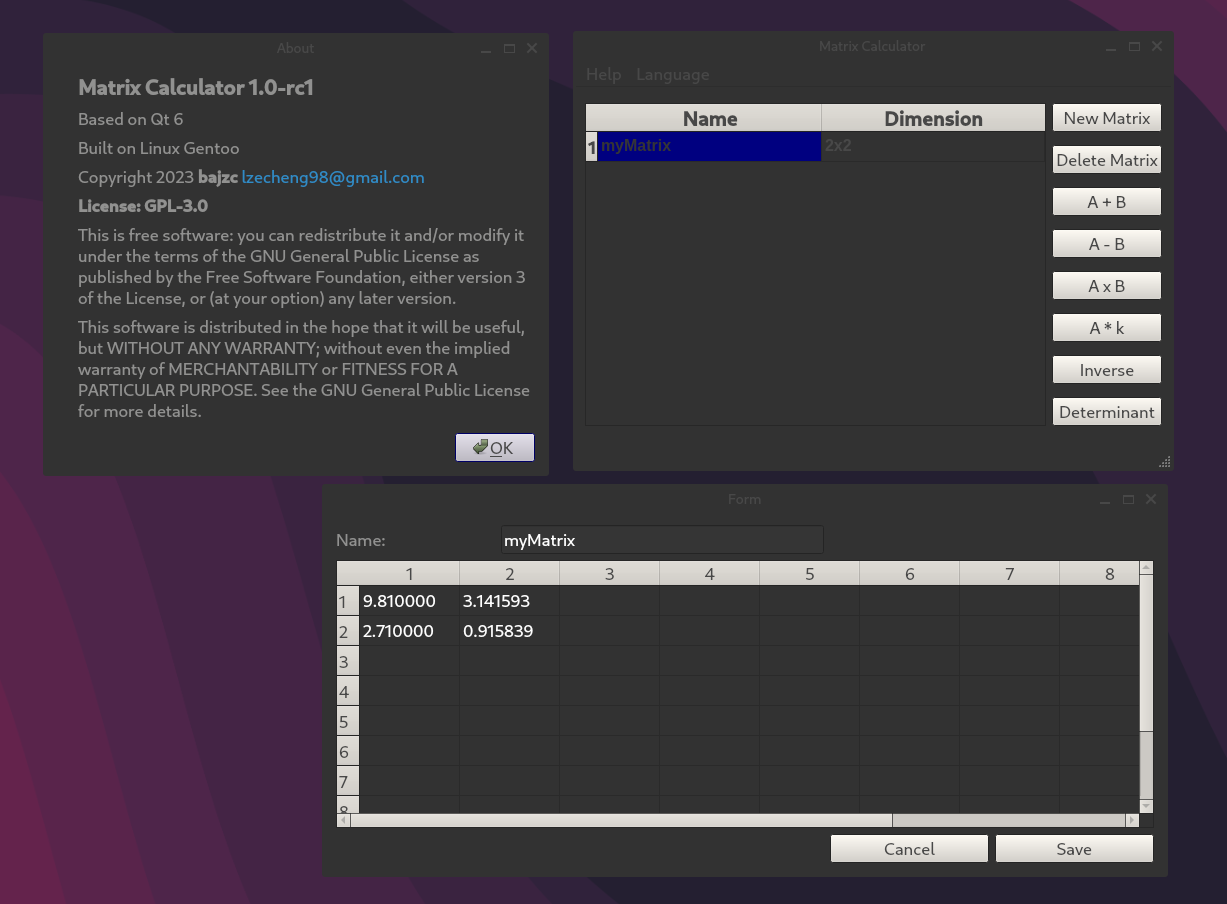 About
Matrix Calculator 1.0-rc1
Based on Qt 6
Built on Linux Gentoo
Copyright 2023 bajzc lzecheng98@gmail.com
License: GPL-3.0
This is free software: you can redistribute it and/or modify it
under the terms of the GNU General Public License as
published by the Free Software Foundation, either version 3
of the License, or (at your option) any later version.
This software is distributed in the hope that it will be useful,
but WITHOUT ANY WARRANTY; without even the implied
warranty of MERCHANTABILITY or FITNESS FOR A
PARTICULAR PURPOSE. See the GNU General Public License
for more details.
OK
Matrix Calculator
Help Language
Name Dimension
1 myMatrix 2x2
New Matrix
Delete Matrix
A + B
A - B
A x B
A * k
Inverse
Determinant
Form
Name: myMatrix
1 2 3 4 5 6 7 8
1 9.810000 3.141593
2 2.710000 0.915839
3
4
5
6
7
8
Cancel Save